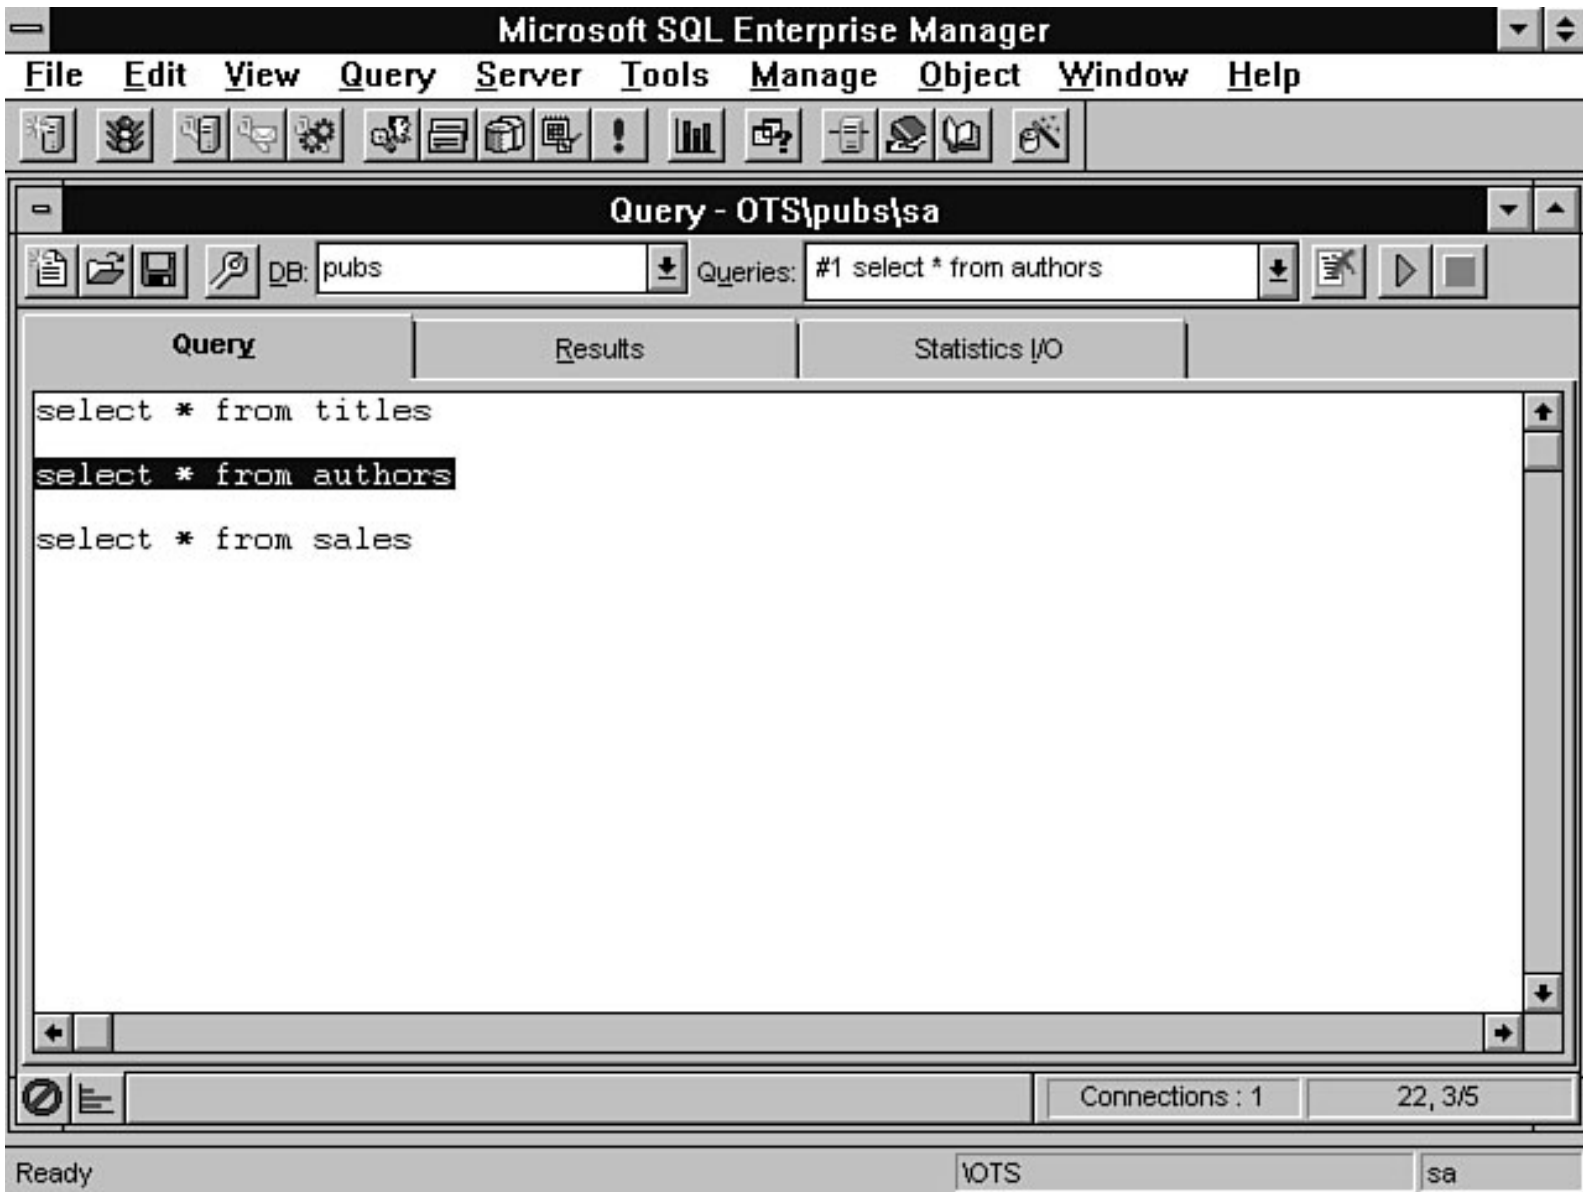 Microsoft SQL Enterprise Manager
File Edit View Query Server Tools Manage Object Window Help
Query - OTS\pubs\sa
DB: pubs Queries: #1 select * from authors
Query Results Statistics I/O
select * from titles
select * from authors
select * from sales
Connections : 1 22, 3/5
Ready \OTS sa